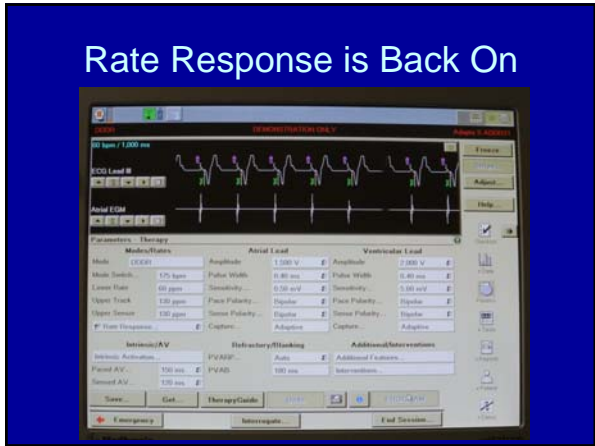 Rate Response is Back On
DDDR DEMONSTRATION ONLY Adapta S ADDRS1
60 bpm / 1,000 ms Freeze
ECG Lead II Adjust...
Atrial EGM Help...
Parameters - Therapy
Modes/Rates Atrial Lead Ventricular Lead
Mode DDDR Amplitude 1.500 V Amplitude 2.000 V
Mode Switch... 175 bpm Pulse Width 0.40 ms Pulse Width 0.40 ms
Lower Rate 60 ppm Sensitivity... 0.50 mV Sensitivity... 5.60 mV
Upper Track 130 ppm Pace Polarity... Bipolar Pace Polarity... Bipolar
Upper Sensor 130 ppm Sense Polarity... Bipolar Sense Polarity... Bipolar
Rate Response... Capture... Adaptive Capture... Adaptive
Intrinsic/AV Refractory/Blanking Additional/Interventions
Intrinsic Activation... PVARP... Auto Additional Features...
Paced AV... 150 ms PVAB 180 ms Interventions...
Sensed AV... 120 ms
Save... Get... TherapyGuide
Emergency Interrogate... End Session...